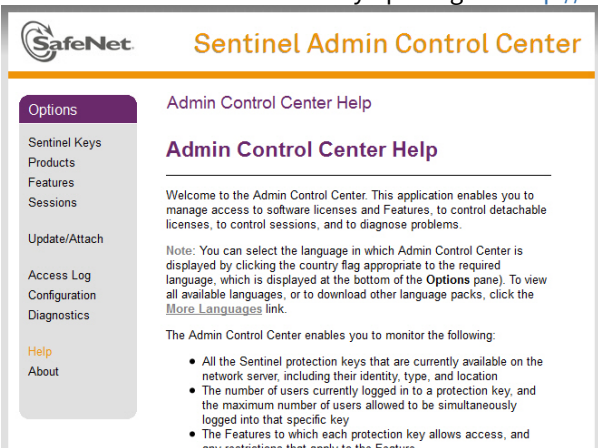 SafeNet.
Sentinel Admin Control Center
Options
Sentinel Keys
Products
Features
Sessions
Update/Attach
Access Log
Configuration
Diagnostics
Help
About
Admin Control Center Help
Admin Control Center Help
Welcome to the Admin Control Center. This application enables you to
manage access to software licenses and Features, to control detachable
licenses, to control sessions, and to diagnose problems.
Note: You can select the language in which Admin Control Center is
displayed by clicking the country flag appropriate to the required
language, which is displayed at the bottom of the Options pane). To view
all available languages, or to download other language packs, click the
More Languages link.
The Admin Control Center enables you to monitor the following:
• All the Sentinel protection keys that are currently available on the
network server, including their identity, type, and location
• The number of users currently logged in to a protection key, and
the maximum number of users allowed to be simultaneously
logged into that specific key
• The Features to which each protection key allows access, and
any restrictions that apply to the Feature